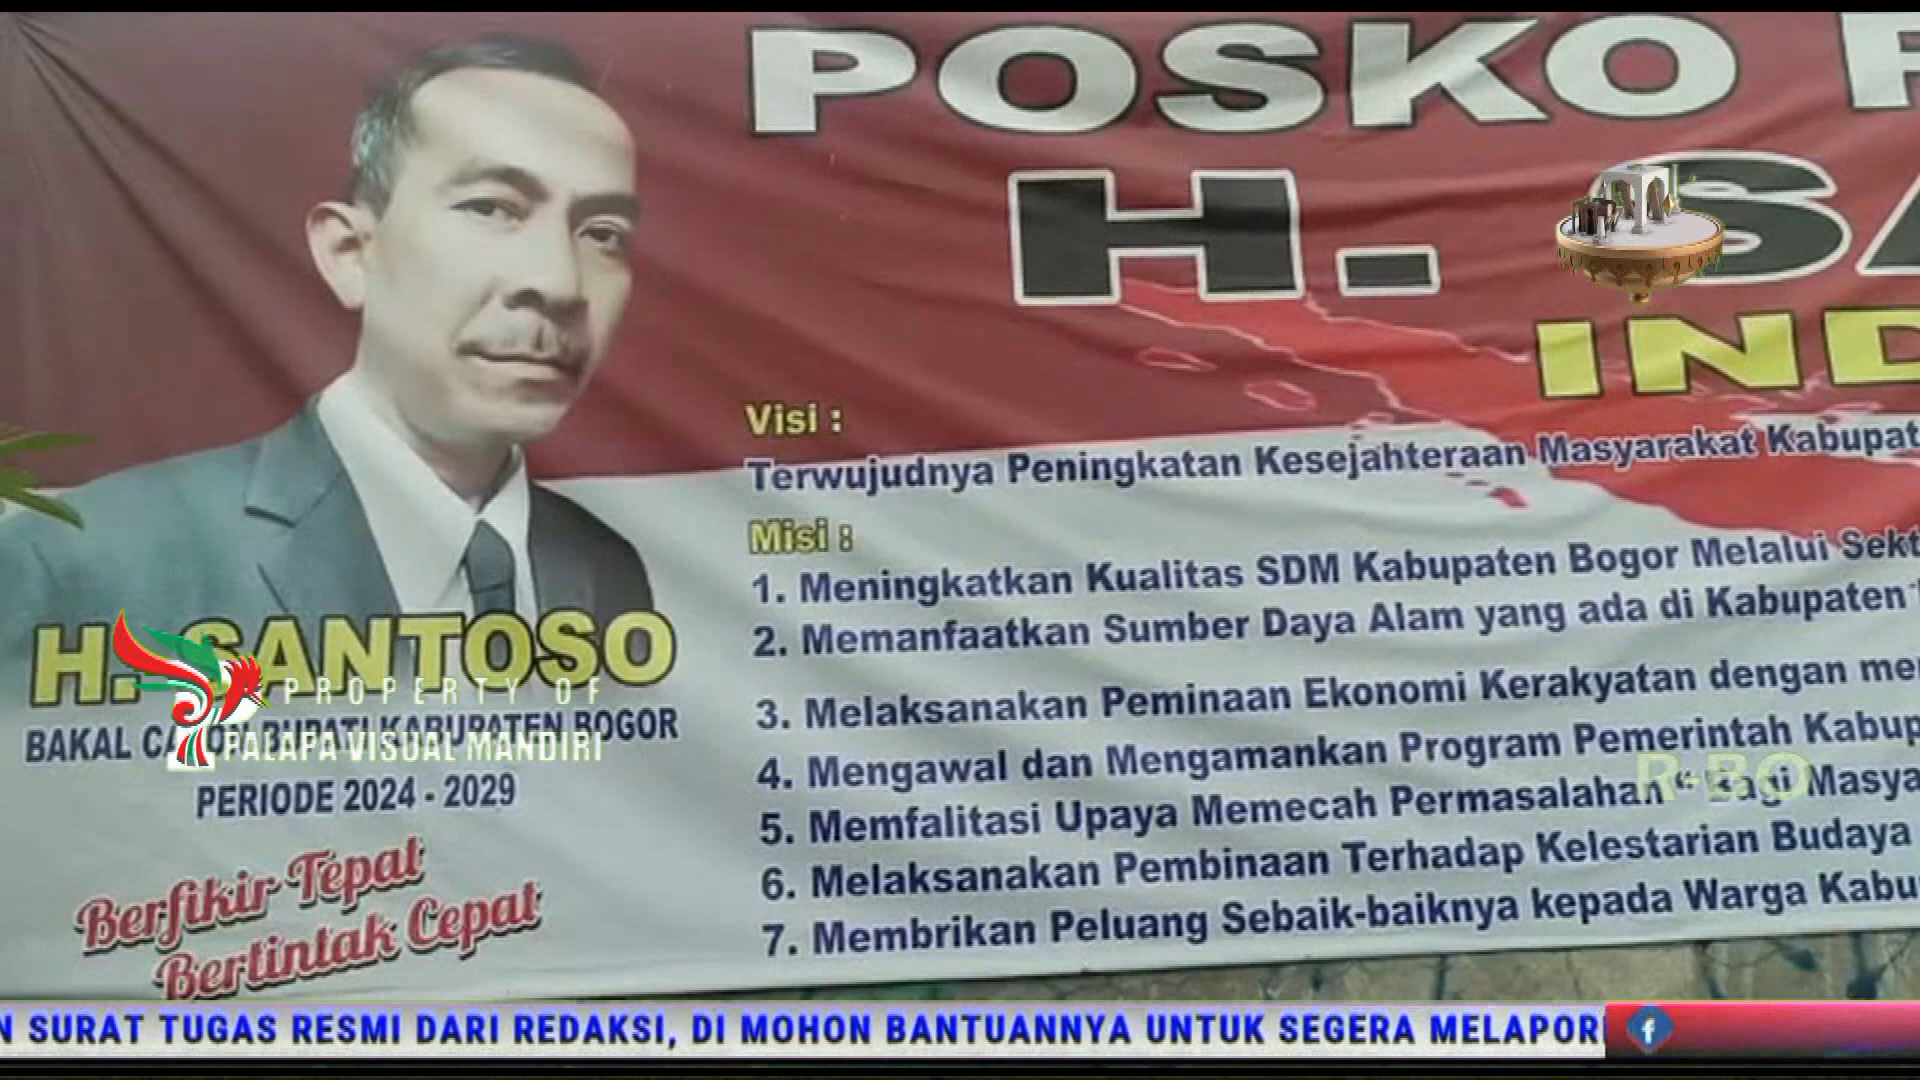 POSKO
H. SA
IND
Visi :
Terwujudnya Peningkatan Kesejahteraan Masyarakat Kabupat
Misi :
1. Meningkatkan Kualitas SDM Kabupaten Bogor Melalui Sekt
2. Memanfaatkan Sumber Daya Alam yang ada di Kabupaten
3. Melaksanakan Peminaan Ekonomi Kerakyatan dengan me
4. Mengawal dan Mengamankan Program Pemerintah Kabup
5. Memfalitasi Upaya Memecah Permasalahan “ Bagi Masya
6. Melaksanakan Pembinaan Terhadap Kelestarian Budaya
7. Membrikan Peluang Sebaik-baiknya kepada Warga Kabu
H. SANTOSO
BAKAL CALON BUPATI KABUPATEN BOGOR
PERIODE 2024 - 2029
Berfikir Tepat
Bertintak Cepat
PROPERTY OF
PALAPA VISUAL MANDIRI
R-BO
N SURAT TUGAS RESMI DARI REDAKSI, DI MOHON BANTUANNYA UNTUK SEGERA MELAPOR